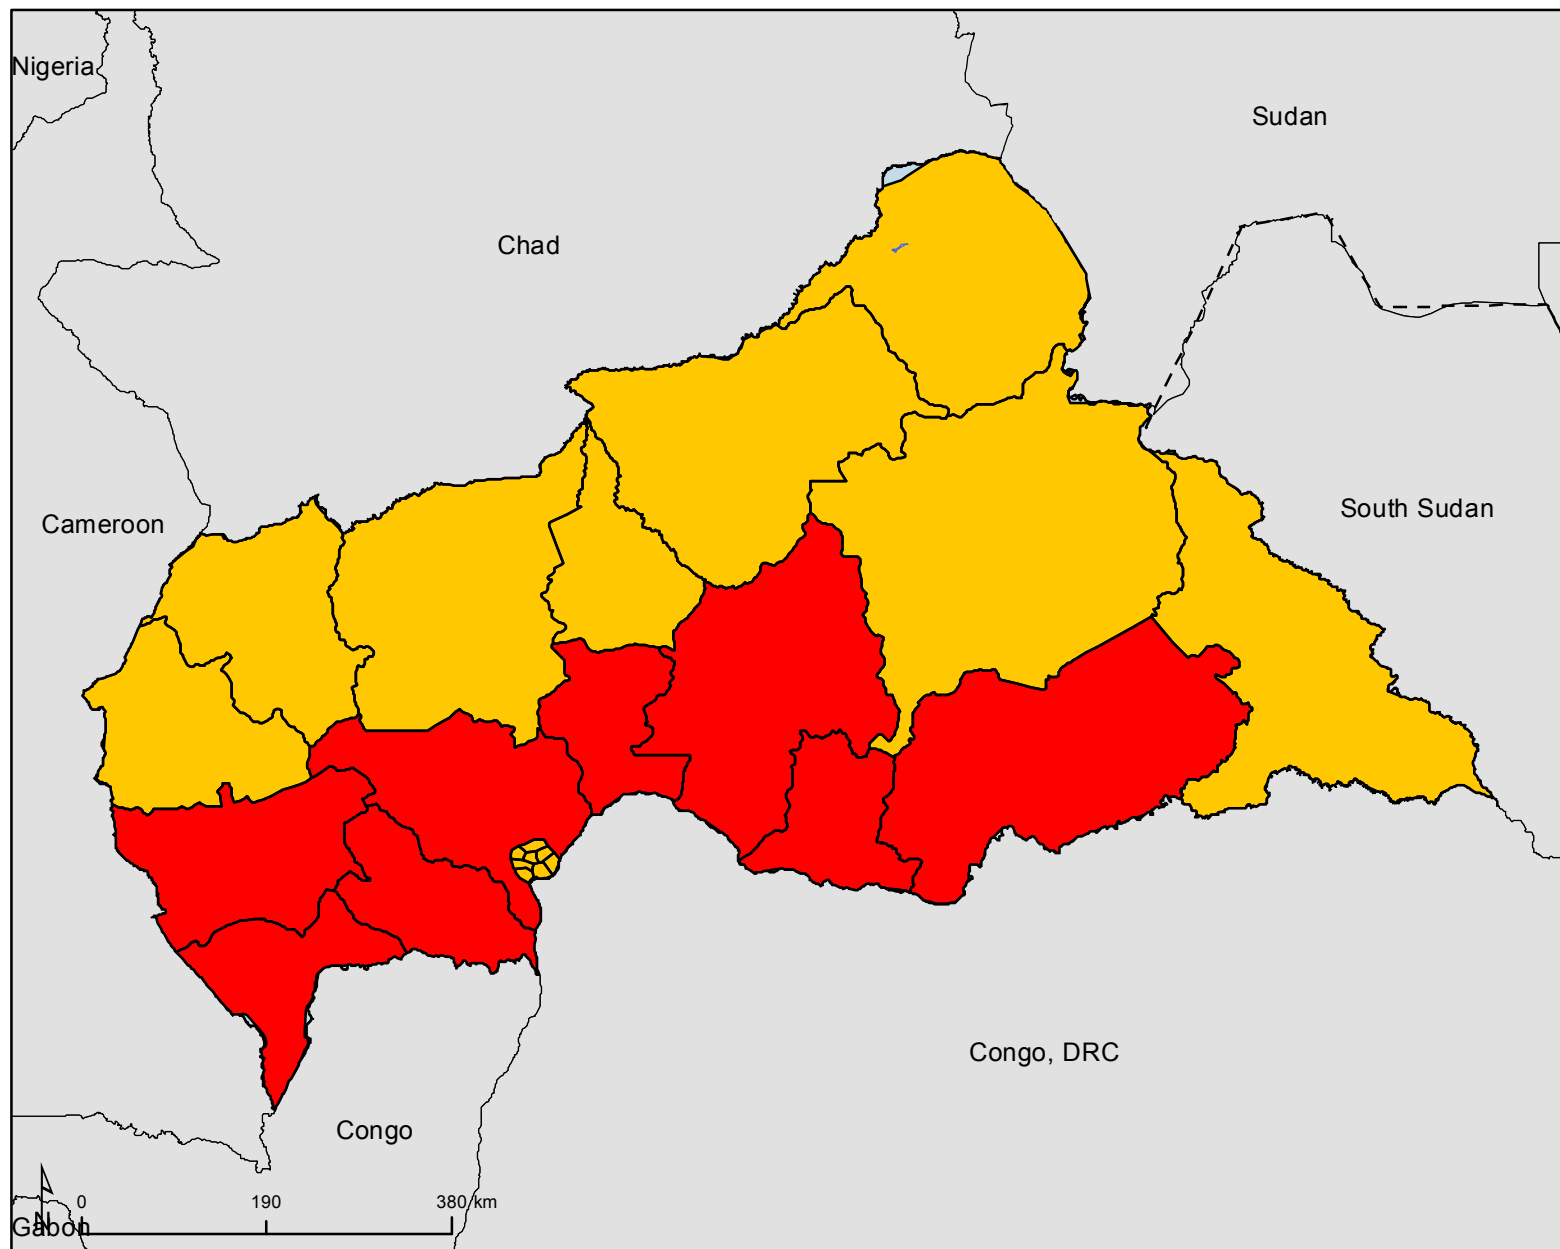 Nigeria
Sudan
Chad
South Sudan
Cameroon
Congo, DRC
Congo
0 190 380 km
N
Gabon